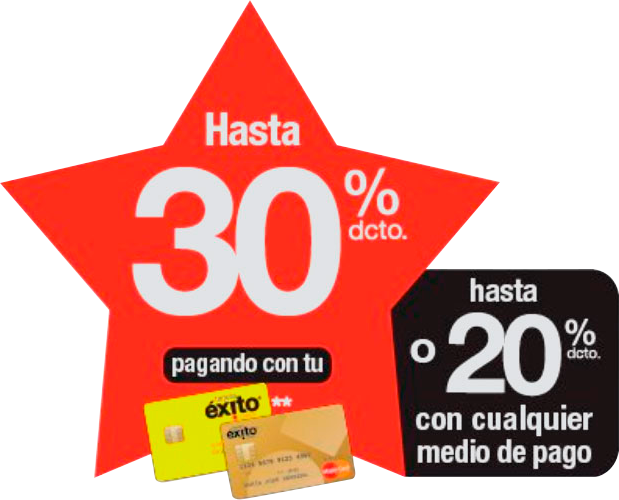 Hasta
30%
dcto.
pagando con tu
éxito
**
éxito
hasta
o 20%
dcto.
con cualquier
medio de pago